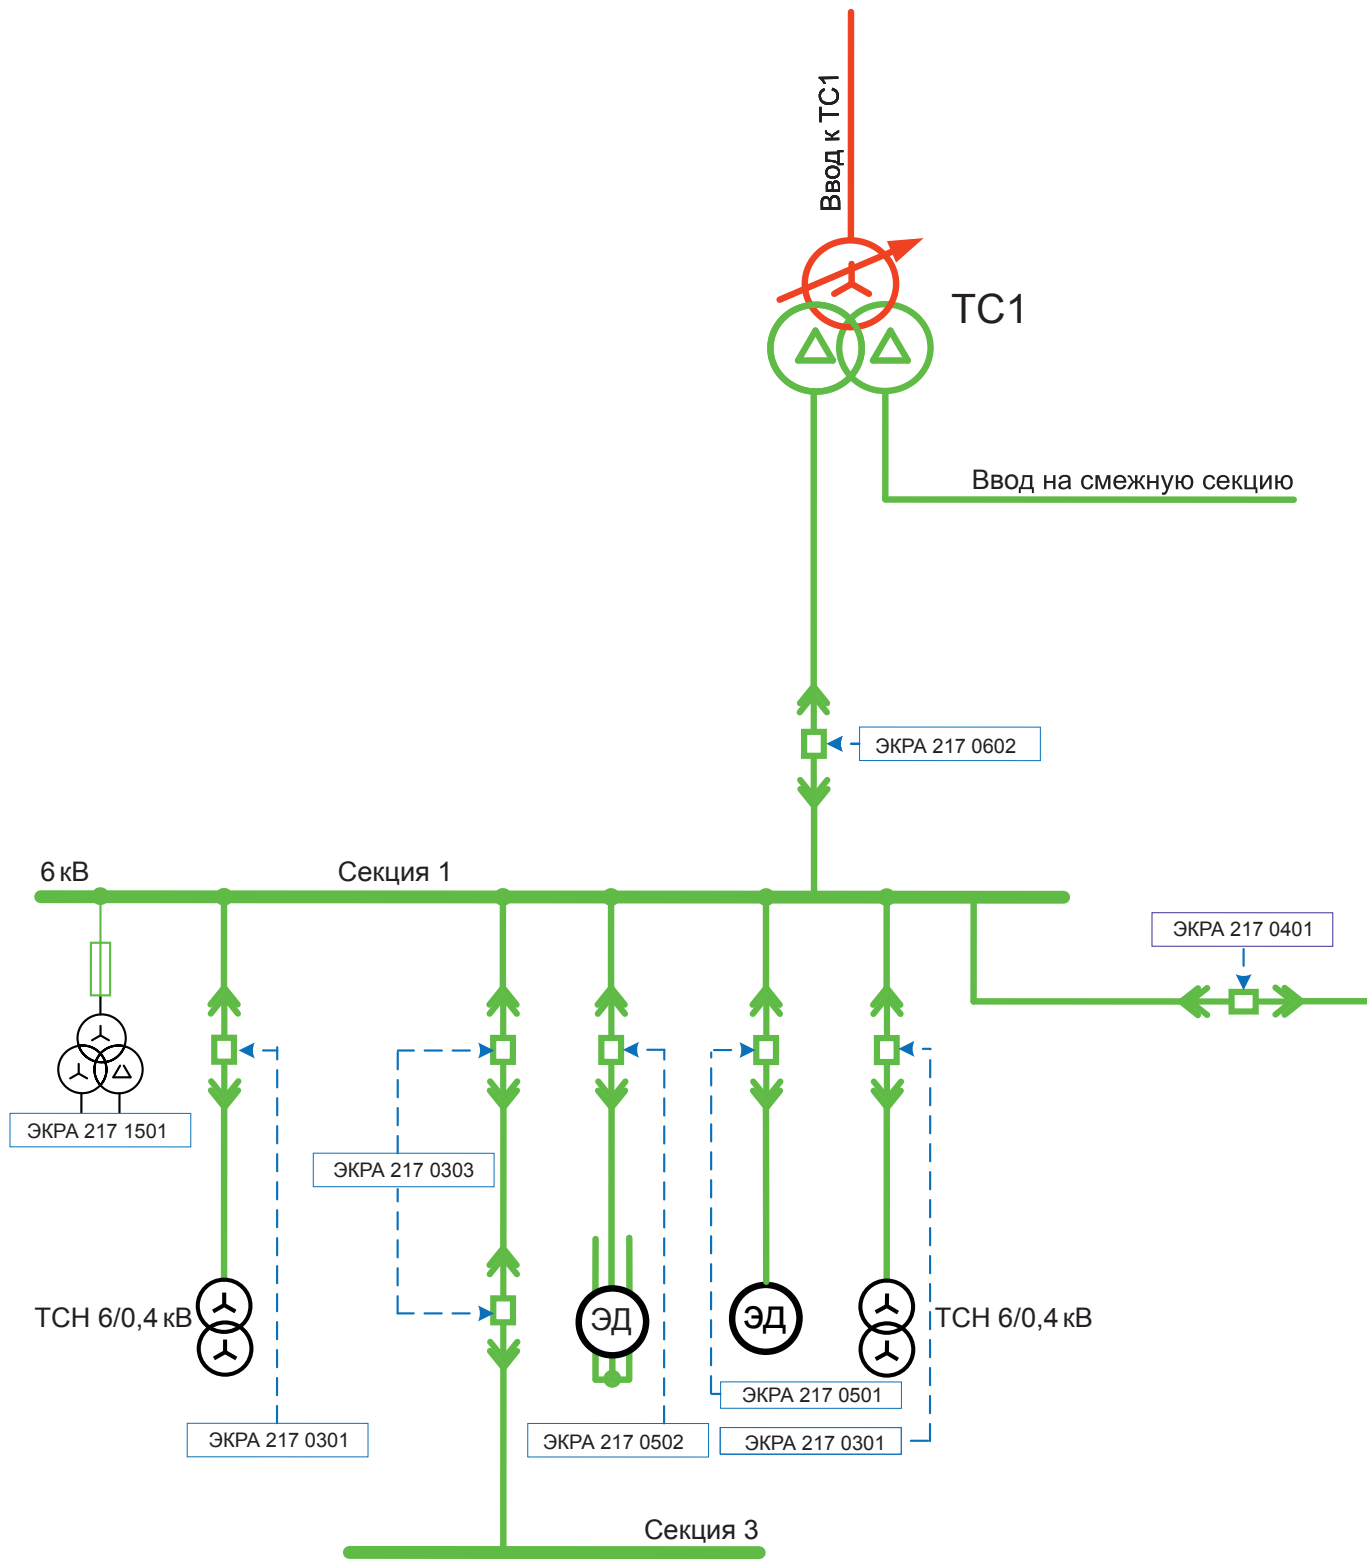 Ввод к ТС1
ТС1
Ввод на смежную секцию
ЭКРА 217 0602
6 кВ
Секция 1
ЭКРА 217 0401
ЭКРА 217 1501
ЭКРА 217 0303
ТСН 6/0,4 кВ
ЭД
ЭД
ТСН 6/0,4 кВ
ЭКРА 217 0501
ЭКРА 217 0301
ЭКРА 217 0502
ЭКРА 217 0301
Секция 3